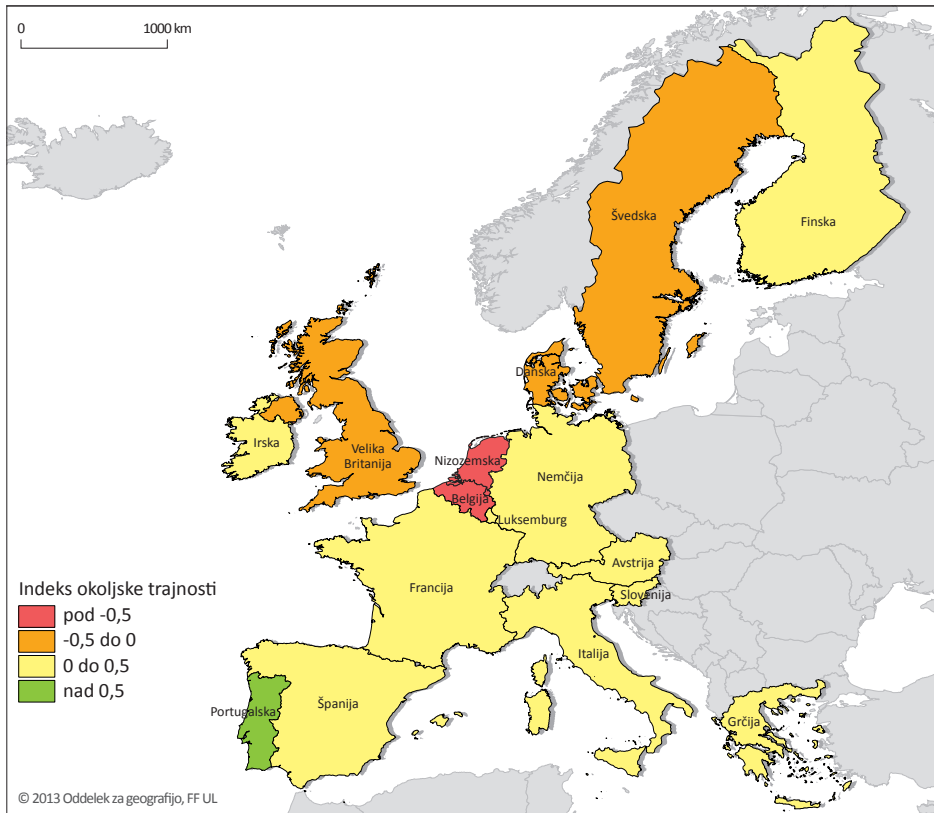 0 1000 km
Švedska
Finska
Danska
Irska
Velika
Britanija
Nizozemska
Belgija
Nemčija
Luksemburg
Avstrija
Francija
Slovenija
Italija
Španija
Portugalska
Grčija
Indeks okoljske trajnosti
pod -0,5
-0,5 do 0
0 do 0,5
nad 0,5
© 2013 Oddelek za geografijo, FF UL